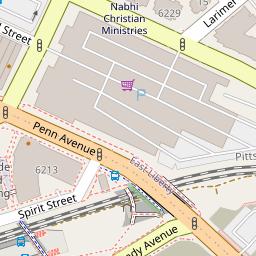 Nabhi
Christian
Ministries
6229
Larimer
Street
Penn Avenue
East Liberty
Pitts
6213
Spirit Street
dy Avenue